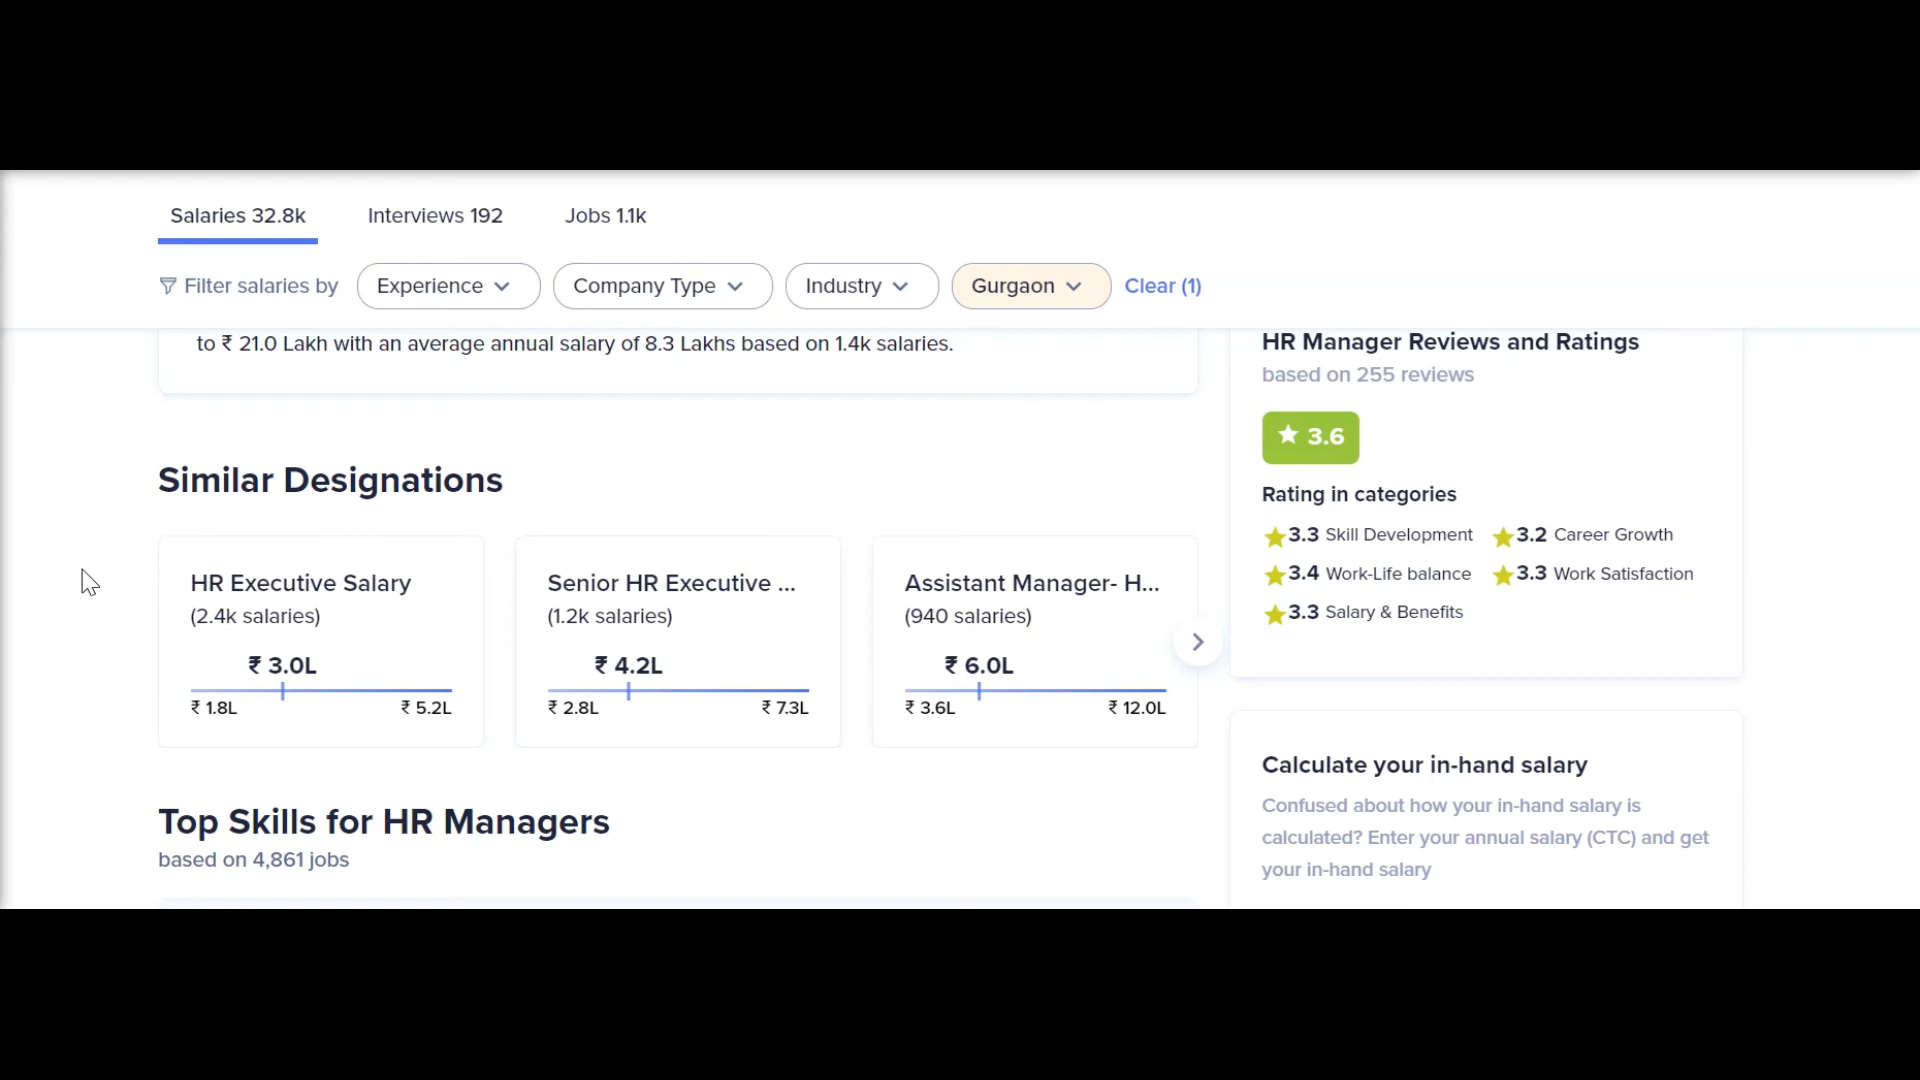 Salaries 32.8k
Interviews 192
Jobs 1.1k
Filter salaries by
Experience
Company Type
Industry
Gurgaon
Clear (1)
to ₹ 21.0 Lakh with an average annual salary of 8.3 Lakhs based on 1.4k salaries.
Similar Designations
HR Executive Salary
(2.4k salaries)
₹ 3.0L
₹ 1.8L
₹ 5.2L
Senior HR Executive ...
(1.2k salaries)
₹ 4.2L
₹ 2.8L
₹ 7.3L
Assistant Manager- H...
(940 salaries)
₹ 6.0L
₹ 3.6L
₹ 12.0L
Top Skills for HR Managers
based on 4,861 jobs
HR Manager Reviews and Ratings
based on 255 reviews
3.6
Rating in categories
3.3 Skill Development
3.2 Career Growth
3.4 Work-Life balance
3.3 Work Satisfaction
3.3 Salary & Benefits
Calculate your in-hand salary
Confused about how your in-hand salary is
calculated? Enter your annual salary (CTC) and get
your in-hand salary